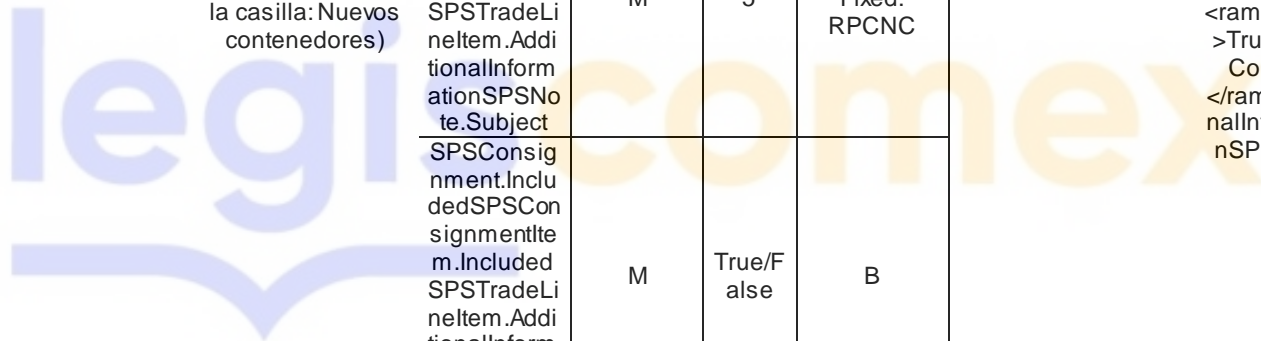 la casilla: Nuevos
contenedores)
SPSTradeLi
neItem.Addi
tionalInform
ationSPSNo
te.Subject
M
RPCNC
SPSConsig
nment.Inclu
dedSPSCon
signmentIte
m.Included
SPSTradeLi
neItem.Addi
M
True/F
alse
B
<ram
>Tru
Co
</ram
nalIn
nSP
legiscomex